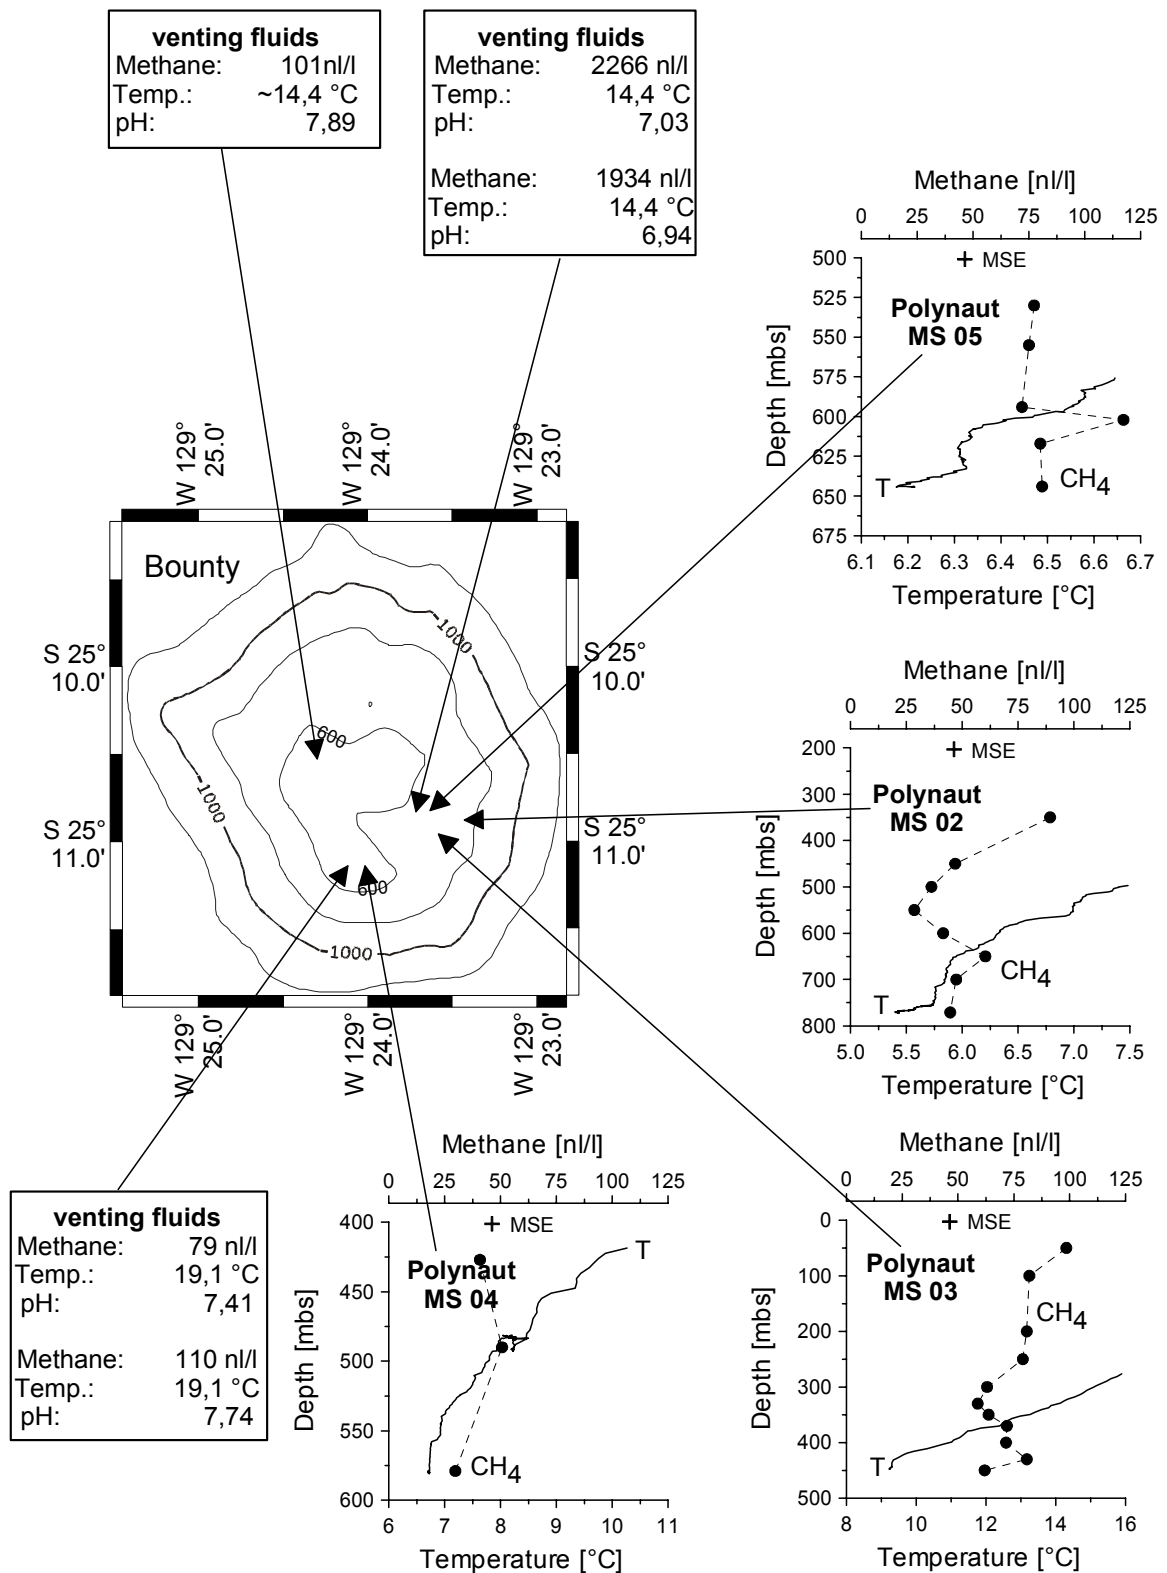 venting fluids
Methane: 101nl/l
Temp.: ~14,4 °C
pH: 7,89
venting fluids
Methane: 2266 nl/l
Temp.: 14,4 °C
pH: 7,03
Methane: 1934 nl/l
Temp.: 14,4 °C
pH: 6,94
Methane [nl/l]
0 25 50 75 100 125
+ MSE
Polynaut
MS 05
Depth [mbs]
500
525
550
575
600
625
650
675
T
CH4
6.1 6.2 6.3 6.4 6.5 6.6 6.7
Temperature [°C]
W 129°
25.0'
W 129°
24.0'
W 129°
23.0'
Bounty
S 25°
10.0'
S 25°
10.0'
S 25°
11.0'
S 25°
11.0'
-1000
600
-1000
600
-1000
W 129°
25.0'
W 129°
24.0'
W 129°
23.0'
Methane [nl/l]
0 25 50 75 100 125
+ MSE
Polynaut
MS 02
Depth [mbs]
200
300
400
500
600
700
800
T
CH4
5.0 5.5 6.0 6.5 7.0 7.5
Temperature [°C]
venting fluids
Methane: 79 nl/l
Temp.: 19,1 °C
pH: 7,41
Methane: 110 nl/l
Temp.: 19,1 °C
pH: 7,74
Methane [nl/l]
0 25 50 75 100 125
+ MSE
T
Polynaut
MS 04
Depth [mbs]
400
450
500
550
600
CH4
6 7 8 9 10 11
Temperature [°C]
Methane [nl/l]
0 25 50 75 100 125
+ MSE
Polynaut
MS 03
CH4
Depth [mbs]
0
100
200
300
400
500
T
8 10 12 14 16
Temperature [°C]